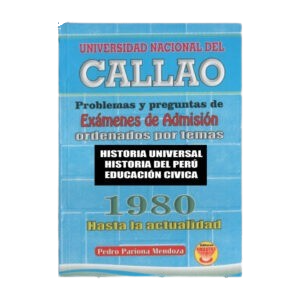 UNIVERSIDAD NACIONAL DEL
CALLAO
Problemas y preguntas de
Exámenes de Admisión
ordenados por temas
HISTORIA UNIVERSAL
HISTORIA DEL PERÚ
EDUCACIÓN CIVICA
1980
Hasta la actualidad
Pedro Pariona Mendoza